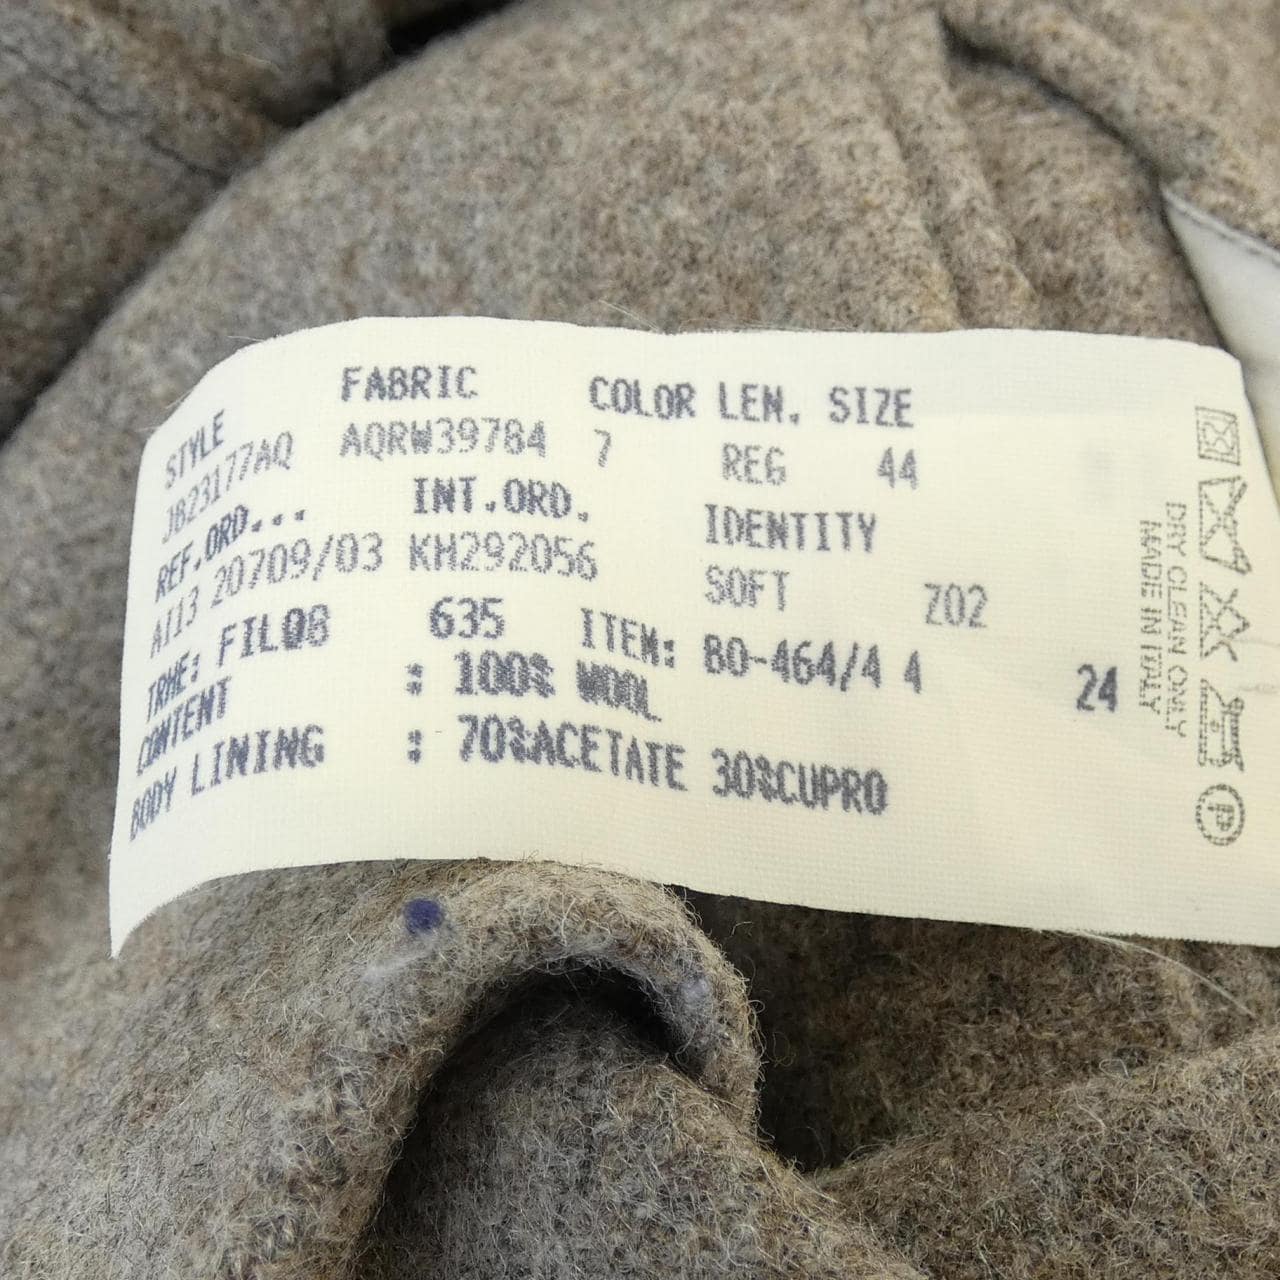 STYLE FABRIC COLOR LEN. SIZE
JB23177AQ AQRW39784 7 REG 44
REF.ORD... INT.ORD. IDENTITY
AI13 20709/03 KH292056 SOFT Z02
635 ITEM: 80-464/4 4 24
CONTENT : 100% WOOL
BODY LINING : 70%ACETATE 30%CUPRO
DRY CLEAN ONLY
MADE IN ITALY
P